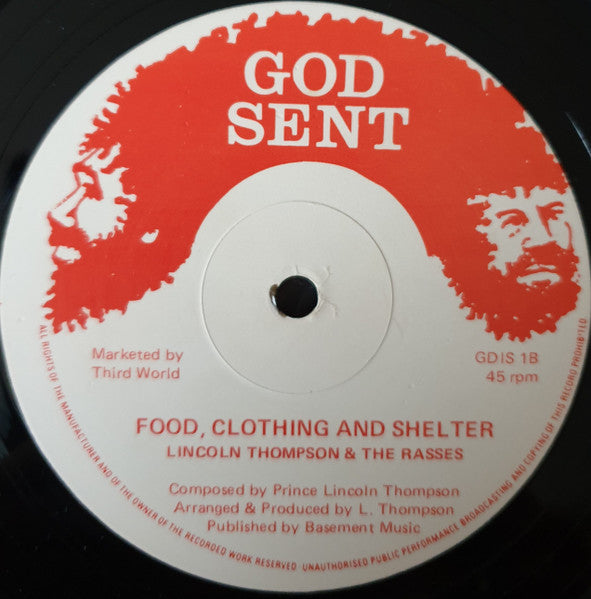 GOD
SENT
Marketed by
Third World
GDIS 1B
45 rpm
FOOD, CLOTHING AND SHELTER
LINCOLN THOMPSON & THE RASSES
Composed by Prince Lincoln Thompson
Arranged & Produced by L. Thompson
Published by Basement Music
ALL RIGHTS OF THE MANUFACTURER AND OF THE OWNER OF THE RECORDED WORK RESERVED. UNAUTHORISED PUBLIC PERFORMANCE BROADCASTING AND COPYING OF THIS RECORD PROHIBITED.